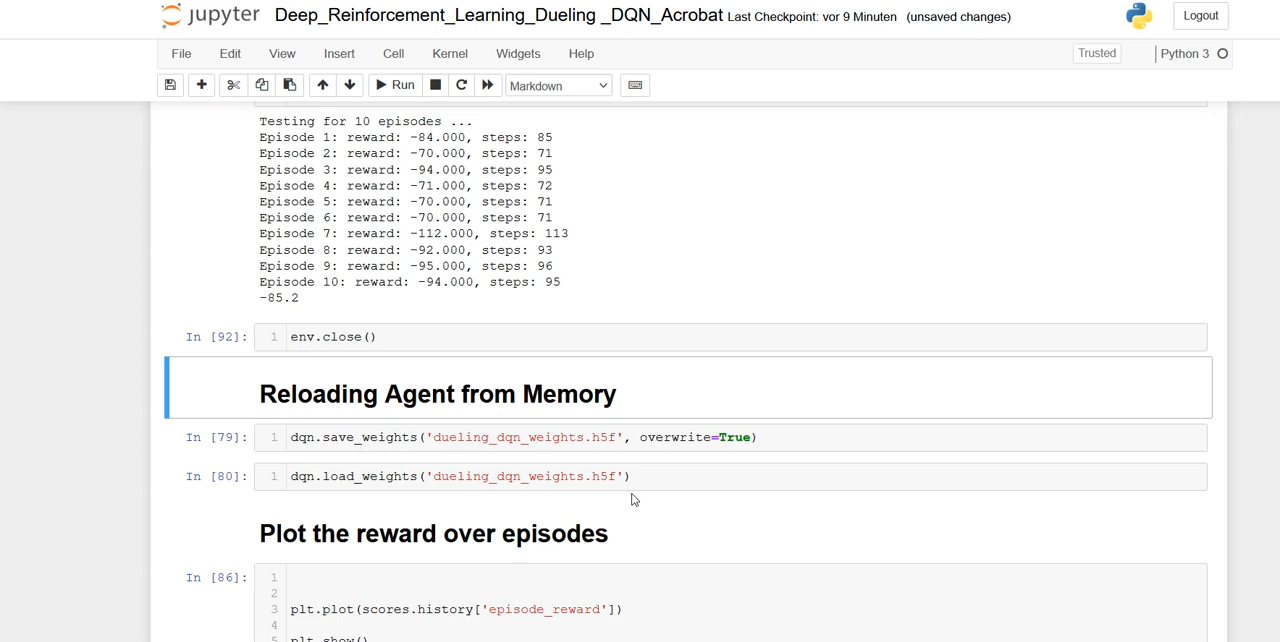 jupyter Deep_Reinforcement_Learning_Dueling _DQN_Acrobat Last Checkpoint: vor 9 Minuten (unsaved changes) Logout
File Edit View Insert Cell Kernel Widgets Help Trusted Python 3
Run Markdown
Testing for 10 episodes ...
Episode 1: reward: -84.000, steps: 85
Episode 2: reward: -70.000, steps: 71
Episode 3: reward: -94.000, steps: 95
Episode 4: reward: -71.000, steps: 72
Episode 5: reward: -70.000, steps: 71
Episode 6: reward: -70.000, steps: 71
Episode 7: reward: -112.000, steps: 113
Episode 8: reward: -92.000, steps: 93
Episode 9: reward: -95.000, steps: 96
Episode 10: reward: -94.000, steps: 95
-85.2
In [92]: 1 env.close()
Reloading Agent from Memory
In [79]: 1 dqn.save_weights('dueling_dqn_weights.h5f', overwrite=True)
In [80]: 1 dqn.load_weights('dueling_dqn_weights.h5f')
Plot the reward over episodes
In [86]: 1
2
3 plt.plot(scores.history['episode_reward'])
4
5 plt.show()